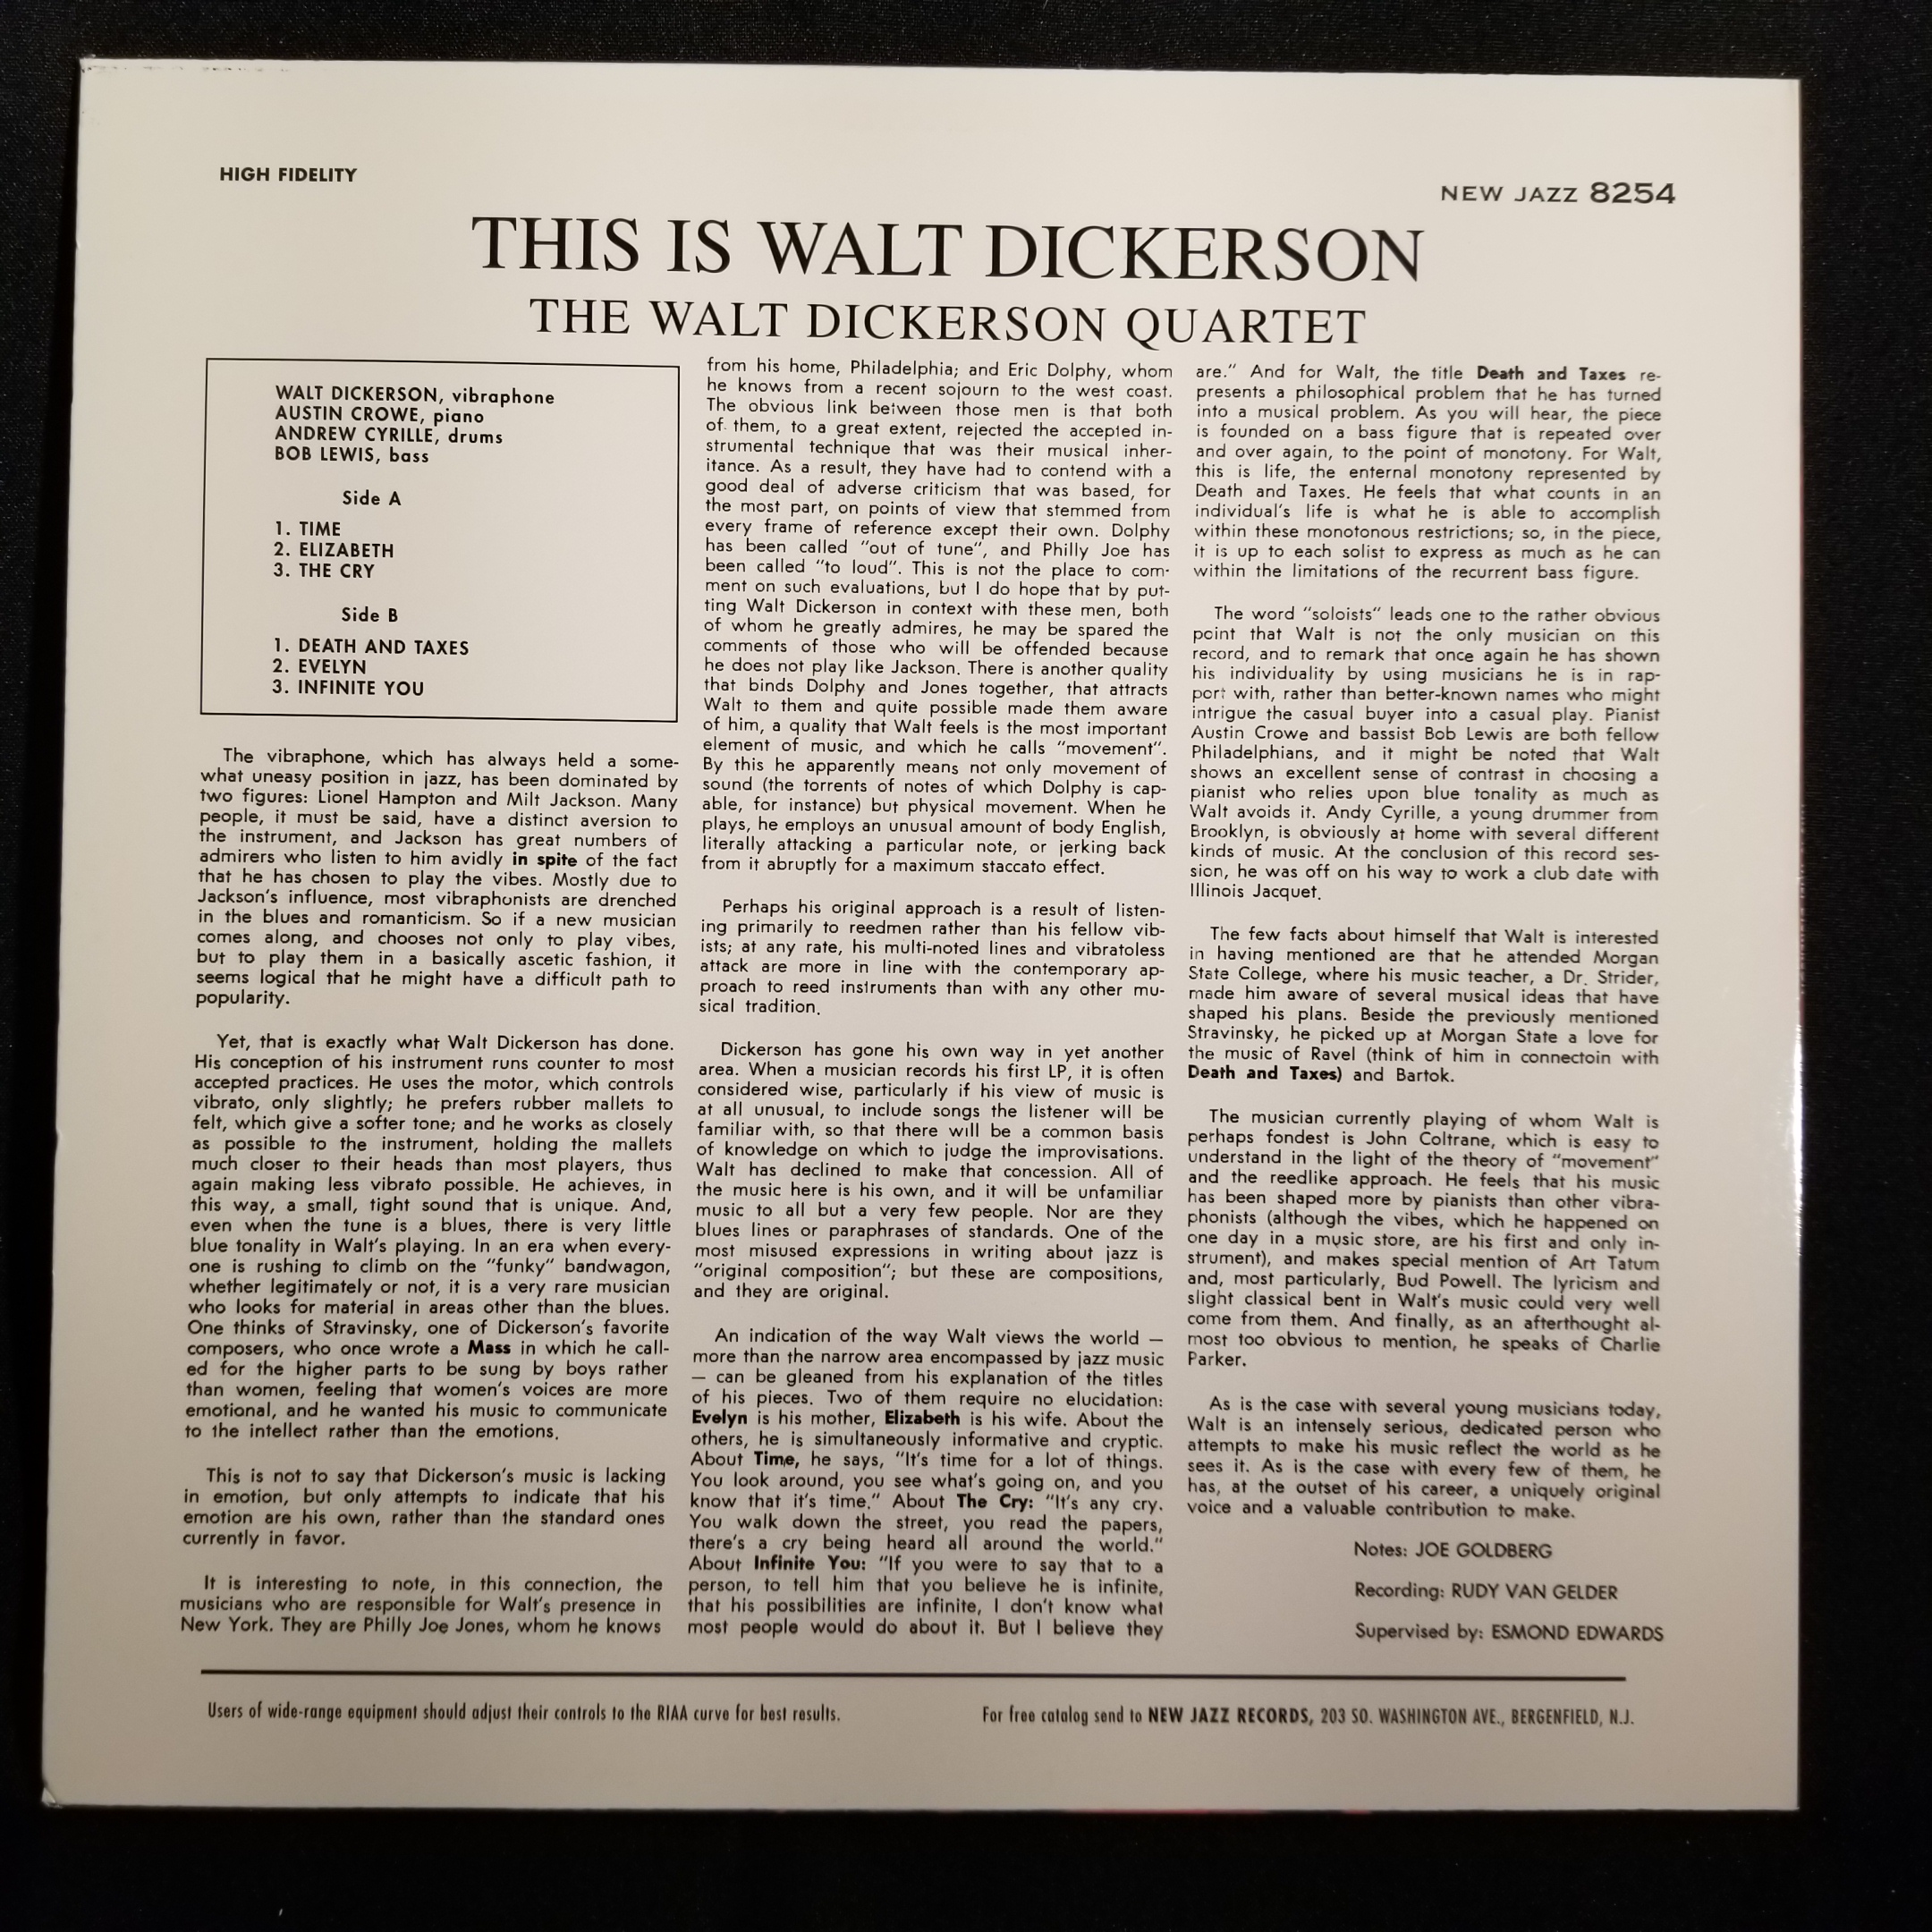 HIGH FIDELITY
NEW JAZZ 8254
THIS IS WALT DICKERSON
THE WALT DICKERSON QUARTET
WALT DICKERSON, vibraphone
AUSTIN CROWE, piano
ANDREW CYRILLE, drums
BOB LEWIS, bass
Side A
1. TIME
2. ELIZABETH
3. THE CRY
Side B
1. DEATH AND TAXES
2. EVELYN
3. INFINITE YOU
The vibraphone, which has always held a some-
what uneasy position in jazz, has been dominated by
two figures: Lionel Hampton and Milt Jackson. Many
people, it must be said, have a distinct aversion to
the instrument, and Jackson has great numbers of
admirers who listen to him avidly in spite of the fact
that he has chosen to play the vibes. Mostly due to
Jackson's influence, most vibraphonists are drenched
in the blues and romanticism. So if a new musician
comes along, and chooses not only to play vibes,
but to play them in a basically ascetic fashion, it
seems logical that he might have a difficult path to
popularity.
Yet, that is exactly what Walt Dickerson has done.
His conception of his instrument runs counter to most
accepted practices. He uses the motor, which controls
vibrato, only slightly; he prefers rubber mallets to
felt, which give a softer tone; and he works as closely
as possible to the instrument, holding the mallets
much closer to their heads than most players, thus
again making less vibrato possible. He achieves, in
this way, a small, tight sound that is unique. And,
even when the tune is a blues, there is very little
blue tonality in Walt's playing. In an era when every-
one is rushing to climb on the "funky" bandwagon,
whether legitimately or not, it is a very rare musician
who looks for material in areas other than the blues.
One thinks of Stravinsky, one of Dickerson's favorite
composers, who once wrote a Mass in which he call-
ed for the higher parts to be sung by boys rather
than women, feeling that women's voices are more
emotional, and he wanted his music to communicate
to the intellect rather than the emotions.
This is not to say that Dickerson's music is lacking
in emotion, but only attempts to indicate that his
emotion are his own, rather than the standard ones
currently in favor.
It is interesting to note, in this connection, the
musicians who are responsible for Walt's presence in
New York. They are Philly Joe Jones, whom he knows
from his home, Philadelphia; and Eric Dolphy, whom
he knows from a recent sojourn to the west coast.
The obvious link between those men is that both
of them, to a great extent, rejected the accepted in-
strumental technique that was their musical inher-
itance. As a result, they have had to contend with a
good deal of adverse criticism that was based, for
the most part, on points of view that stemmed from
every frame of reference except their own. Dolphy
has been called "out of tune", and Philly Joe has
been called "to loud". This is not the place to com-
ment on such evaluations, but I do hope that by put-
ting Walt Dickerson in context with these men, both
of whom he greatly admires, he may be spared the
comments of those who will be offended because
he does not play like Jackson. There is another quality
that binds Dolphy and Jones together, that attracts
Walt to them and quite possible made them aware
of him, a quality that Walt feels is the most important
element of music, and which he calls "movement".
By this he apparently means not only movement of
sound (the torrents of notes of which Dolphy is cap-
able, for instance) but physical movement. When he
plays, he employs an unusual amount of body English,
literally attacking a particular note, or jerking back
from it abruptly for a maximum staccato effect.
Perhaps his original approach is a result of listen-
ing primarily to reedmen rather than his fellow vib-
ists; at any rate, his multi-noted lines and vibratoless
attack are more in line with the contemporary ap-
proach to reed instruments than with any other mu-
sical tradition.
Dickerson has gone his own way in yet another
area. When a musician records his first LP, it is often
considered wise, particularly if his view of music is
at all unusual, to include songs the listener will be
familiar with, so that there will be a common basis
of knowledge on which to judge the improvisations.
Walt has declined to make that concession. All of
the music here is his own, and it will be unfamiliar
music to all but a very few people. Nor are they
blues lines or paraphrases of standards. One of the
most misused expressions in writing about jazz is
"original composition"; but these are compositions,
and they are original.
An indication of the way Walt views the world —
more than the narrow area encompassed by jazz music
— can be gleaned from his explanation of the titles
of his pieces. Two of them require no elucidation:
Evelyn is his mother, Elizabeth is his wife. About the
others, he is simultaneously informative and cryptic.
About Time, he says, "It's time for a lot of things.
You look around, you see what's going on, and you
know that it's time." About The Cry: "It's any cry.
You walk down the street, you read the papers,
there's a cry being heard all around the world."
About Infinite You: "If you were to say that to a
person, to tell him that you believe he is infinite,
that his possibilities are infinite, I don't know what
most people would do about it. But I believe they
are." And for Walt, the title Death and Taxes re-
presents a philosophical problem that he has turned
into a musical problem. As you will hear, the piece
is founded on a bass figure that is repeated over
and over again, to the point of monotony. For Walt,
this is life, the enternal monotony represented by
Death and Taxes. He feels that what counts in an
individual's life is what he is able to accomplish
within these monotonous restrictions; so, in the piece,
it is up to each solist to express as much as he can
within the limitations of the recurrent bass figure.
The word "soloists" leads one to the rather obvious
point that Walt is not the only musician on this
record, and to remark that once again he has shown
his individuality by using musicians he is in rap-
port with, rather than better-known names who might
intrigue the casual buyer into a casual play. Pianist
Austin Crowe and bassist Bob Lewis are both fellow
Philadelphians, and it might be noted that Walt
shows an excellent sense of contrast in choosing a
pianist who relies upon blue tonality as much as
Walt avoids it. Andy Cyrille, a young drummer from
Brooklyn, is obviously at home with several different
kinds of music. At the conclusion of this record ses-
sion, he was off on his way to work a club date with
Illinois Jacquet.
The few facts about himself that Walt is interested
in having mentioned are that he attended Morgan
State College, where his music teacher, a Dr. Strider,
made him aware of several musical ideas that have
shaped his plans. Beside the previously mentioned
Stravinsky, he picked up at Morgan State a love for
the music of Ravel (think of him in connectoin with
Death and Taxes) and Bartok.
The musician currently playing of whom Walt is
perhaps fondest is John Coltrane, which is easy to
understand in the light of the theory of "movement"
and the reedlike approach. He feels that his music
has been shaped more by pianists than other vibra-
phonists (although the vibes, which he happened on
one day in a music store, are his first and only in-
strument), and makes special mention of Art Tatum
and, most particularly, Bud Powell. The lyricism and
slight classical bent in Walt's music could very well
come from them. And finally, as an afterthought al-
most too obvious to mention, he speaks of Charlie
Parker.
As is the case with several young musicians today,
Walt is an intensely serious, dedicated person who
attempts to make his music reflect the world as he
sees it. As is the case with every few of them, he
has, at the outset of his career, a uniquely original
voice and a valuable contribution to make.
Notes: JOE GOLDBERG
Recording: RUDY VAN GELDER
Supervised by: ESMOND EDWARDS
Users of wide-range equipment should adjust their controls to the RIAA curve for best results.
For free catalog send to NEW JAZZ RECORDS, 203 SO. WASHINGTON AVE., BERGENFIELD, N.J.